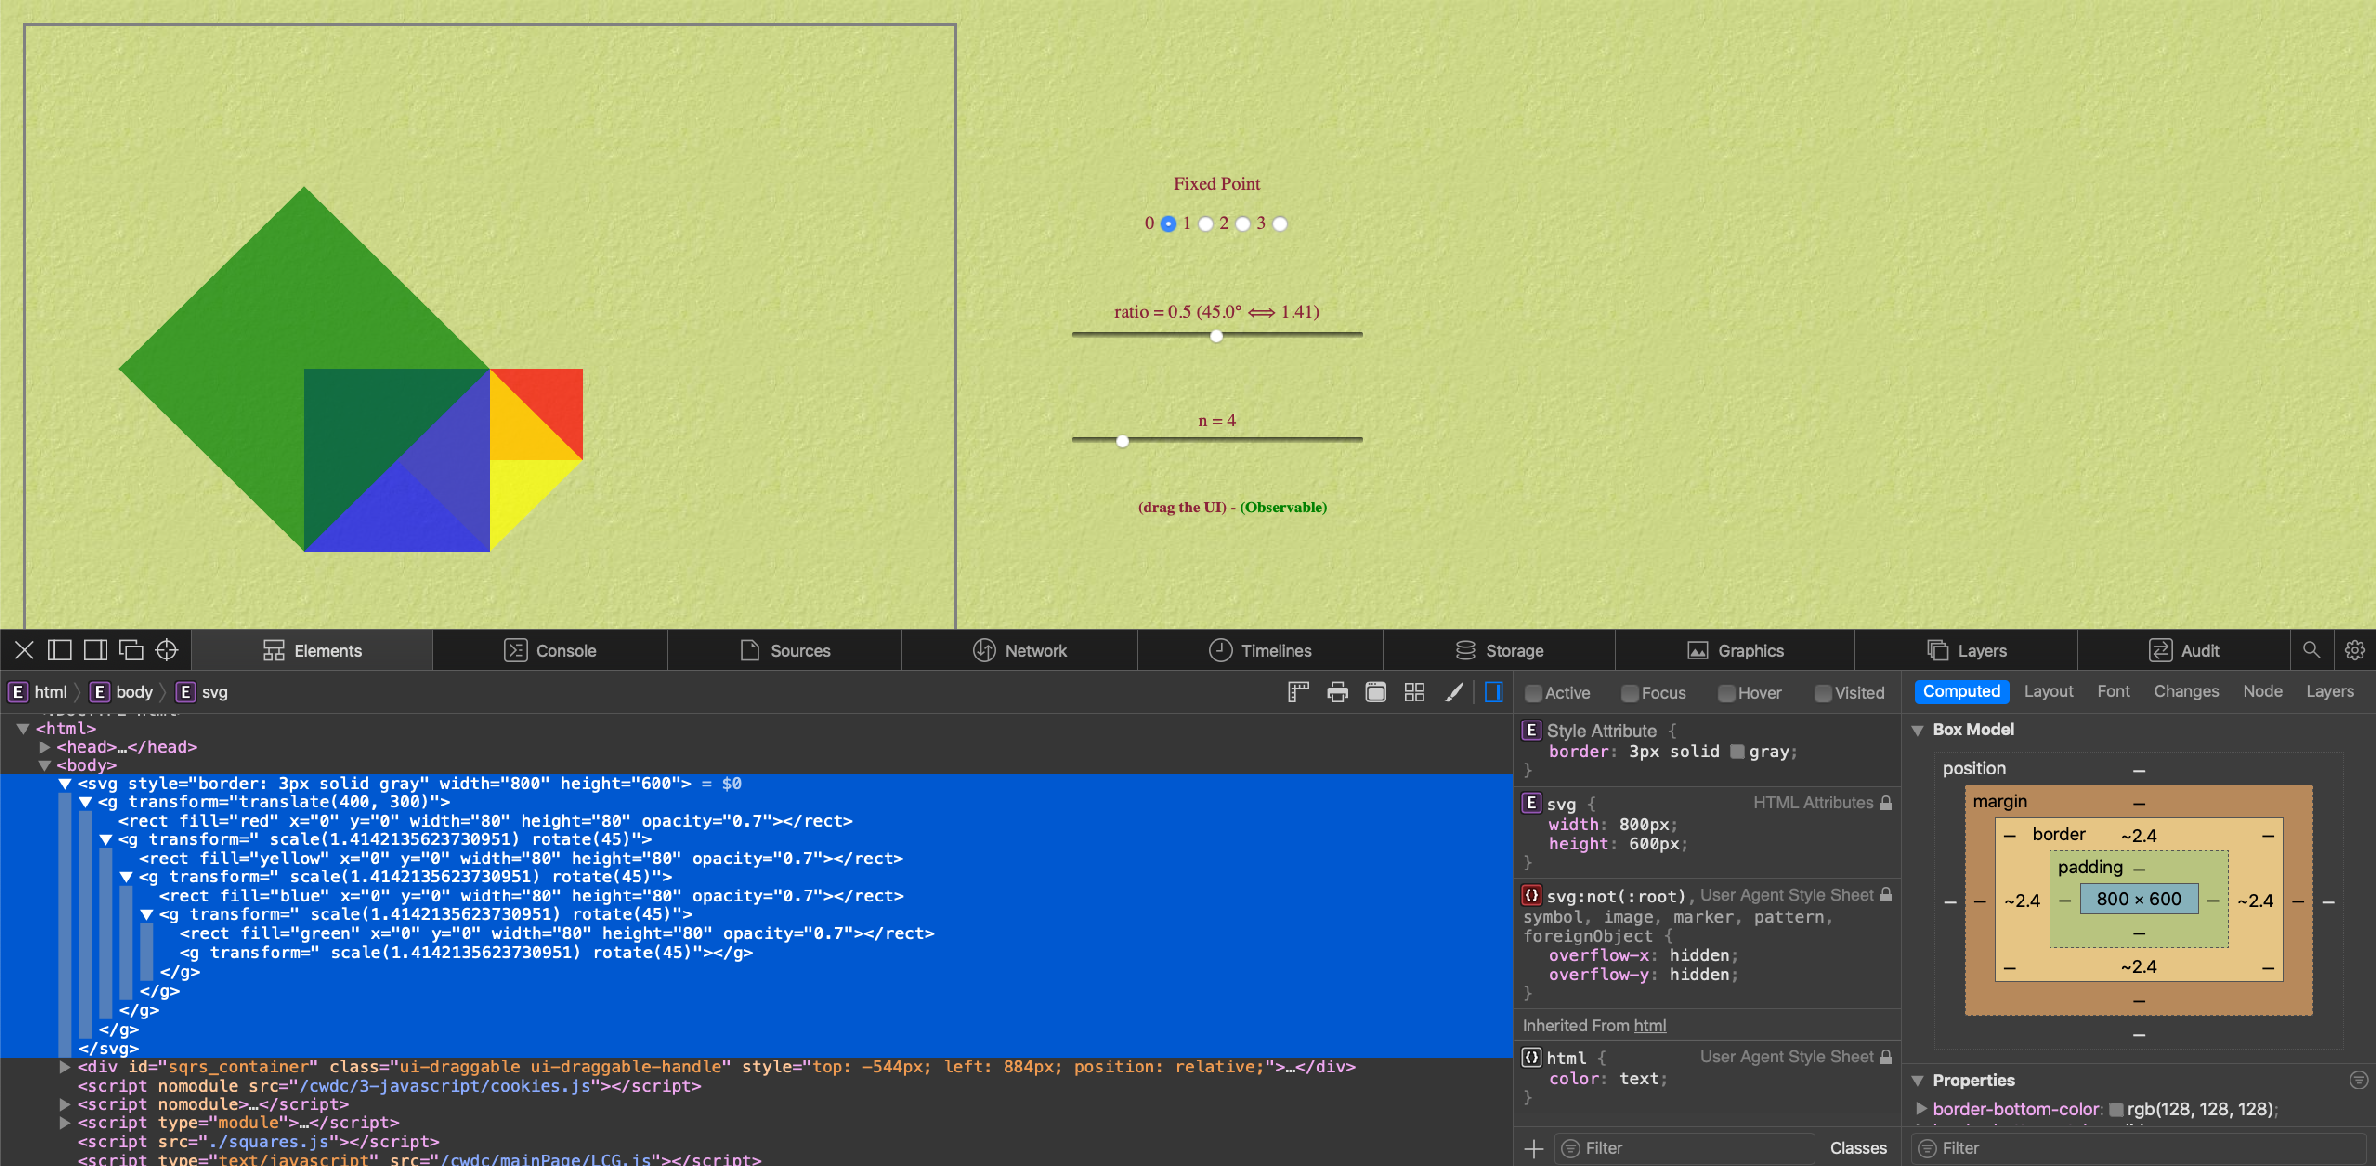 Fixed Point
0 1 2 3
ratio = 0.5 (45.0° ⟺ 1.41)
n = 4
(drag the UI) - (Observable)
Elements Console Sources Network Timelines Storage Graphics Layers Audit
E html E body E svg
Active Focus Hover Visited
Computed Layout Font Changes Node Layers
<html>
<head>…</head>
<body>
<svg style="border: 3px solid gray" width="800" height="600"> = $0
<g transform="translate(400, 300)">
<rect fill="red" x="0" y="0" width="80" height="80" opacity="0.7"></rect>
<g transform=" scale(1.4142135623730951) rotate(45)">
<rect fill="yellow" x="0" y="0" width="80" height="80" opacity="0.7"></rect>
<g transform=" scale(1.4142135623730951) rotate(45)">
<rect fill="blue" x="0" y="0" width="80" height="80" opacity="0.7"></rect>
<g transform=" scale(1.4142135623730951) rotate(45)">
<rect fill="green" x="0" y="0" width="80" height="80" opacity="0.7"></rect>
<g transform=" scale(1.4142135623730951) rotate(45)"></g>
</g>
</g>
</g>
</g>
</svg>
<div id="sqrs_container" class="ui-draggable ui-draggable-handle" style="top: -544px; left: 884px; position: relative;">…</div>
<script nomodule src="/cwdc/3-javascript/cookies.js"></script>
<script nomodule>…</script>
<script type="module">…</script>
<script src="./squares.js"></script>
<script type="text/javascript" src="/cwdc/mainPage/LCG.js"></script>
E Style Attribute {
border: 3px solid gray;
}
E svg { HTML Attributes
width: 800px;
height: 600px;
}
{} svg:not(:root), User Agent Style Sheet
symbol, image, marker, pattern,
foreignObject {
overflow-x: hidden;
overflow-y: hidden;
}
Inherited From html
{} html { User Agent Style Sheet
color: text;
}
Filter Classes
Box Model
position –
margin –
– border ~2.4 –
padding –
– – ~2.4 – 800 × 600 – ~2.4 – –
–
– ~2.4 –
–
–
Properties
border-bottom-color: rgb(128, 128, 128);
Filter